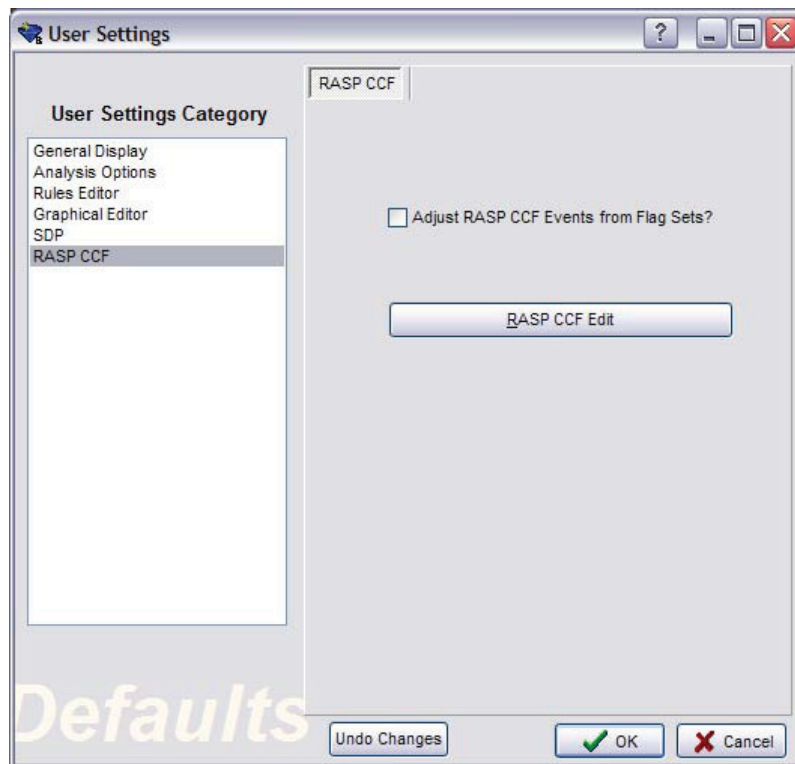 User Settings
?
User Settings Category
General Display
Analysis Options
Rules Editor
Graphical Editor
SDP
RASP CCF
RASP CCF
Adjust RASP CCF Events from Flag Sets?
RASP CCF Edit
Defaults
Undo Changes
OK
Cancel